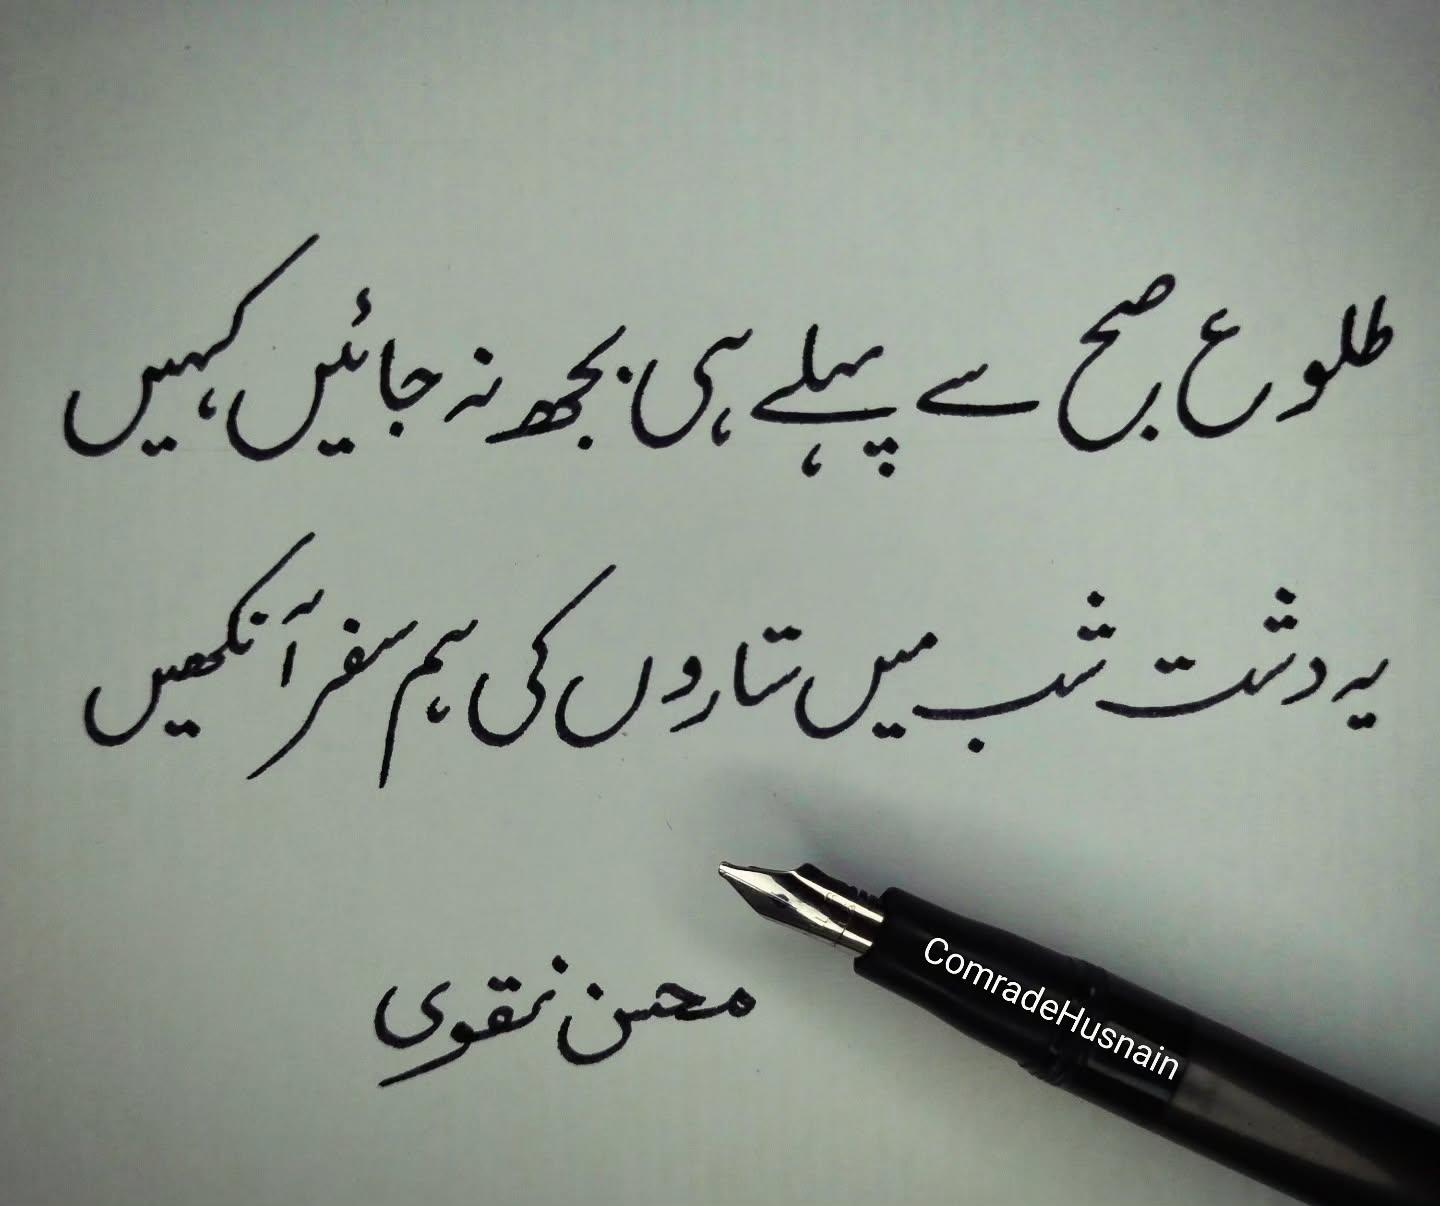 طلوع صبح سے پہلے ہی بجھ نہ جائیں کہیں
یہ دشت شب میں ستاروں کی ہم سفر آنکھیں
محسن نقوی
ComradeHusnain